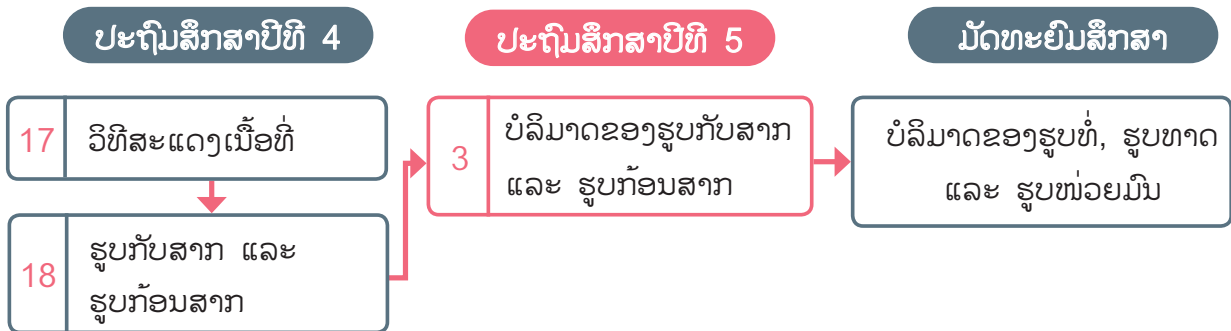 ປະຖົມສຶກສາປີທີ 4
17 ວິທີສະແດງເນື້ອທີ່
18 ຮູບກັບສາກ ແລະ
ຮູບກ້ອນສາກ
ປະຖົມສຶກສາປີທີ 5
3 ບໍລິມາດຂອງຮູບກັບສາກ
ແລະ ຮູບກ້ອນສາກ
ມັດທະຍົມສຶກສາ
ບໍລິມາດຂອງຮູບທໍ່, ຮູບທາດ
ແລະ ຮູບໜ່ວຍມົນ